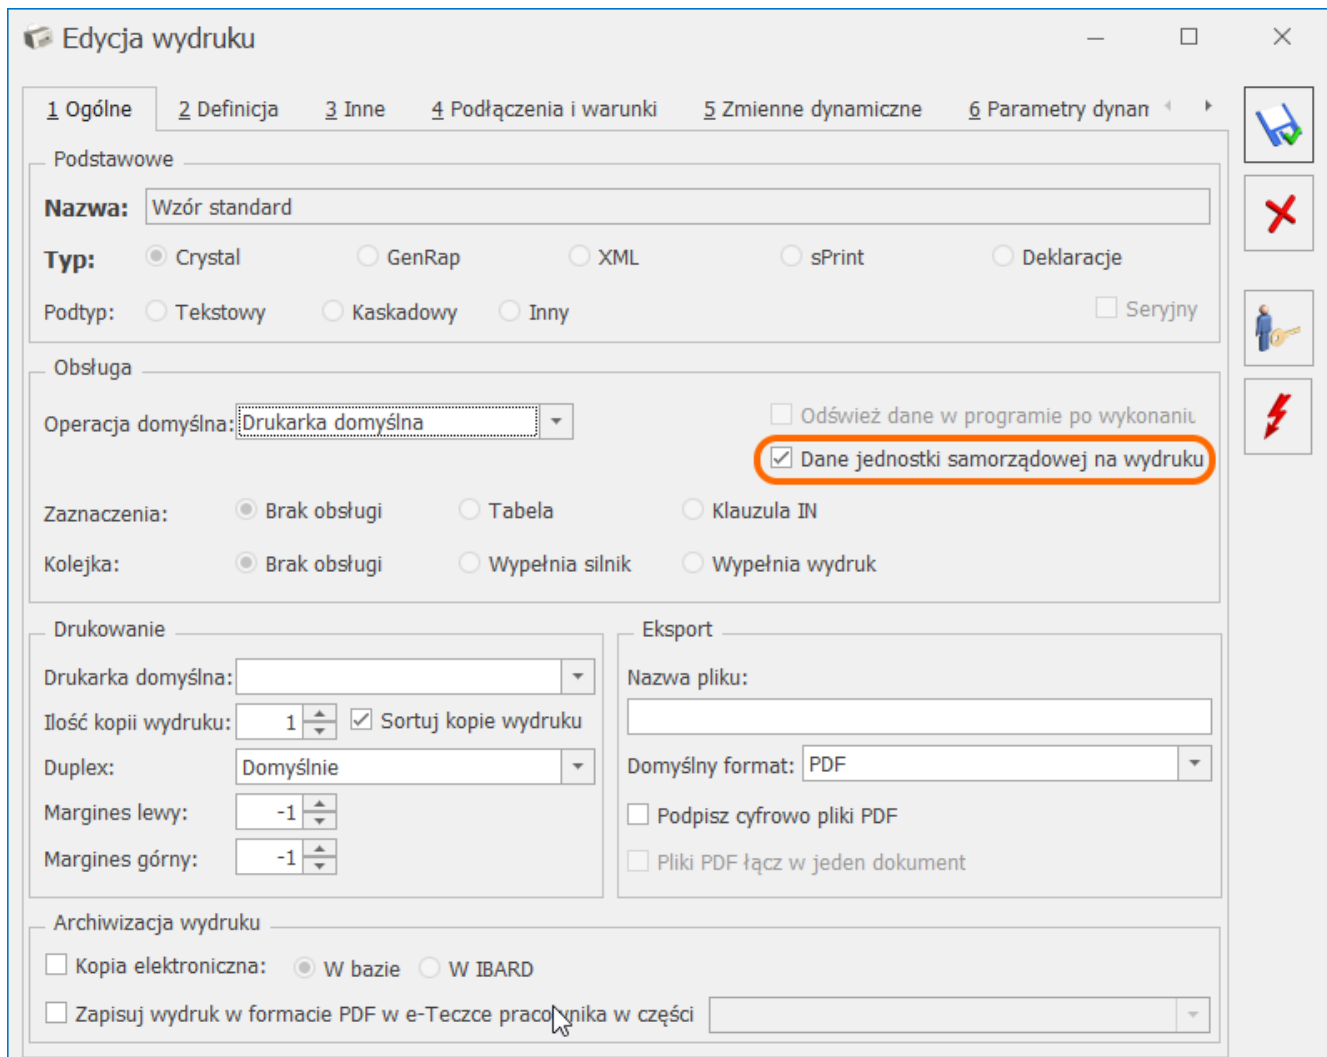 Edycja wydruku
1 Ogólne 2 Definicja 3 Inne 4 Podłączenia i warunki 5 Zmienne dynamiczne 6 Parametry dynam
Podstawowe
Nazwa: Wzór standard
Typ: Crystal GenRap XML sPrint Deklaracje
Podtyp: Tekstowy Kaskadowy Inny Seryjny
Obsługa
Operacja domyślna: Drukarka domyślna Odśwież dane w programie po wykonaniu
Dane jednostki samorządowej na wydruku
Zaznaczenia: Brak obsługi Tabela Klauzula IN
Kolejka: Brak obsługi Wypełnia silnik Wypełnia wydruk
Drukowanie
Drukarka domyślna:
Ilość kopii wydruku: 1 Sortuj kopie wydruku
Duplex: Domyślnie
Margines lewy: -1
Margines górny: -1
Eksport
Nazwa pliku:
Domyślny format: PDF
Podpisz cyfrowo pliki PDF
Pliki PDF łącz w jeden dokument
Archiwizacja wydruku
Kopia elektroniczna: W bazie W IBARD
Zapisuj wydruk w formacie PDF w e-Teczce pracownika w części